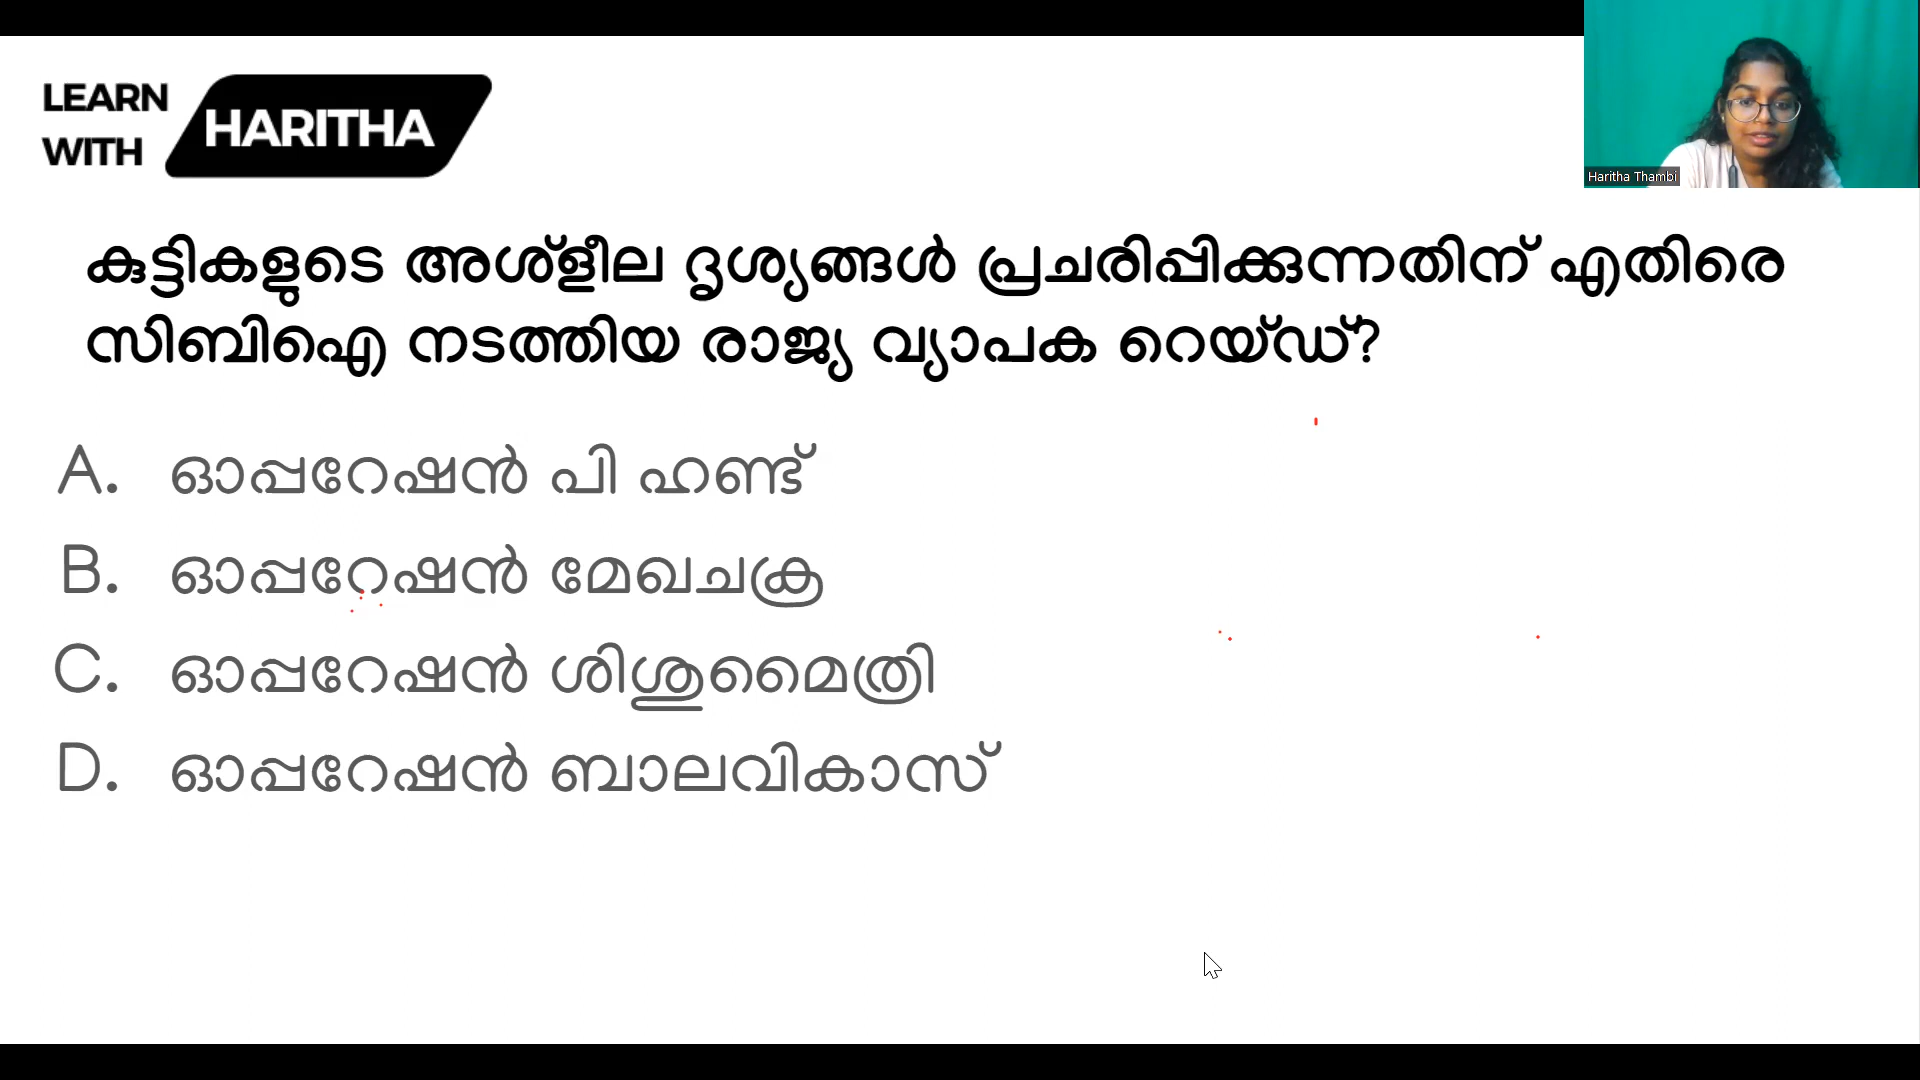 LEARN
WITH
HARITHA
Haritha Thambi
കുട്ടികളുടെ അശ്ളീല ദൃശ്യങ്ങൾ പ്രചരിപ്പിക്കുന്നതിന് എതിരെ
സിബിഐ നടത്തിയ രാജ്യ വ്യാപക റെയ്ഡ്?
A. ഓപ്പറേഷൻ പി ഹണ്ട്
B. ഓപ്പറേഷൻ മേഖചക്ര
C. ഓപ്പറേഷൻ ശിശുമൈത്രി
D. ഓപ്പറേഷൻ ബാലവികാസ്